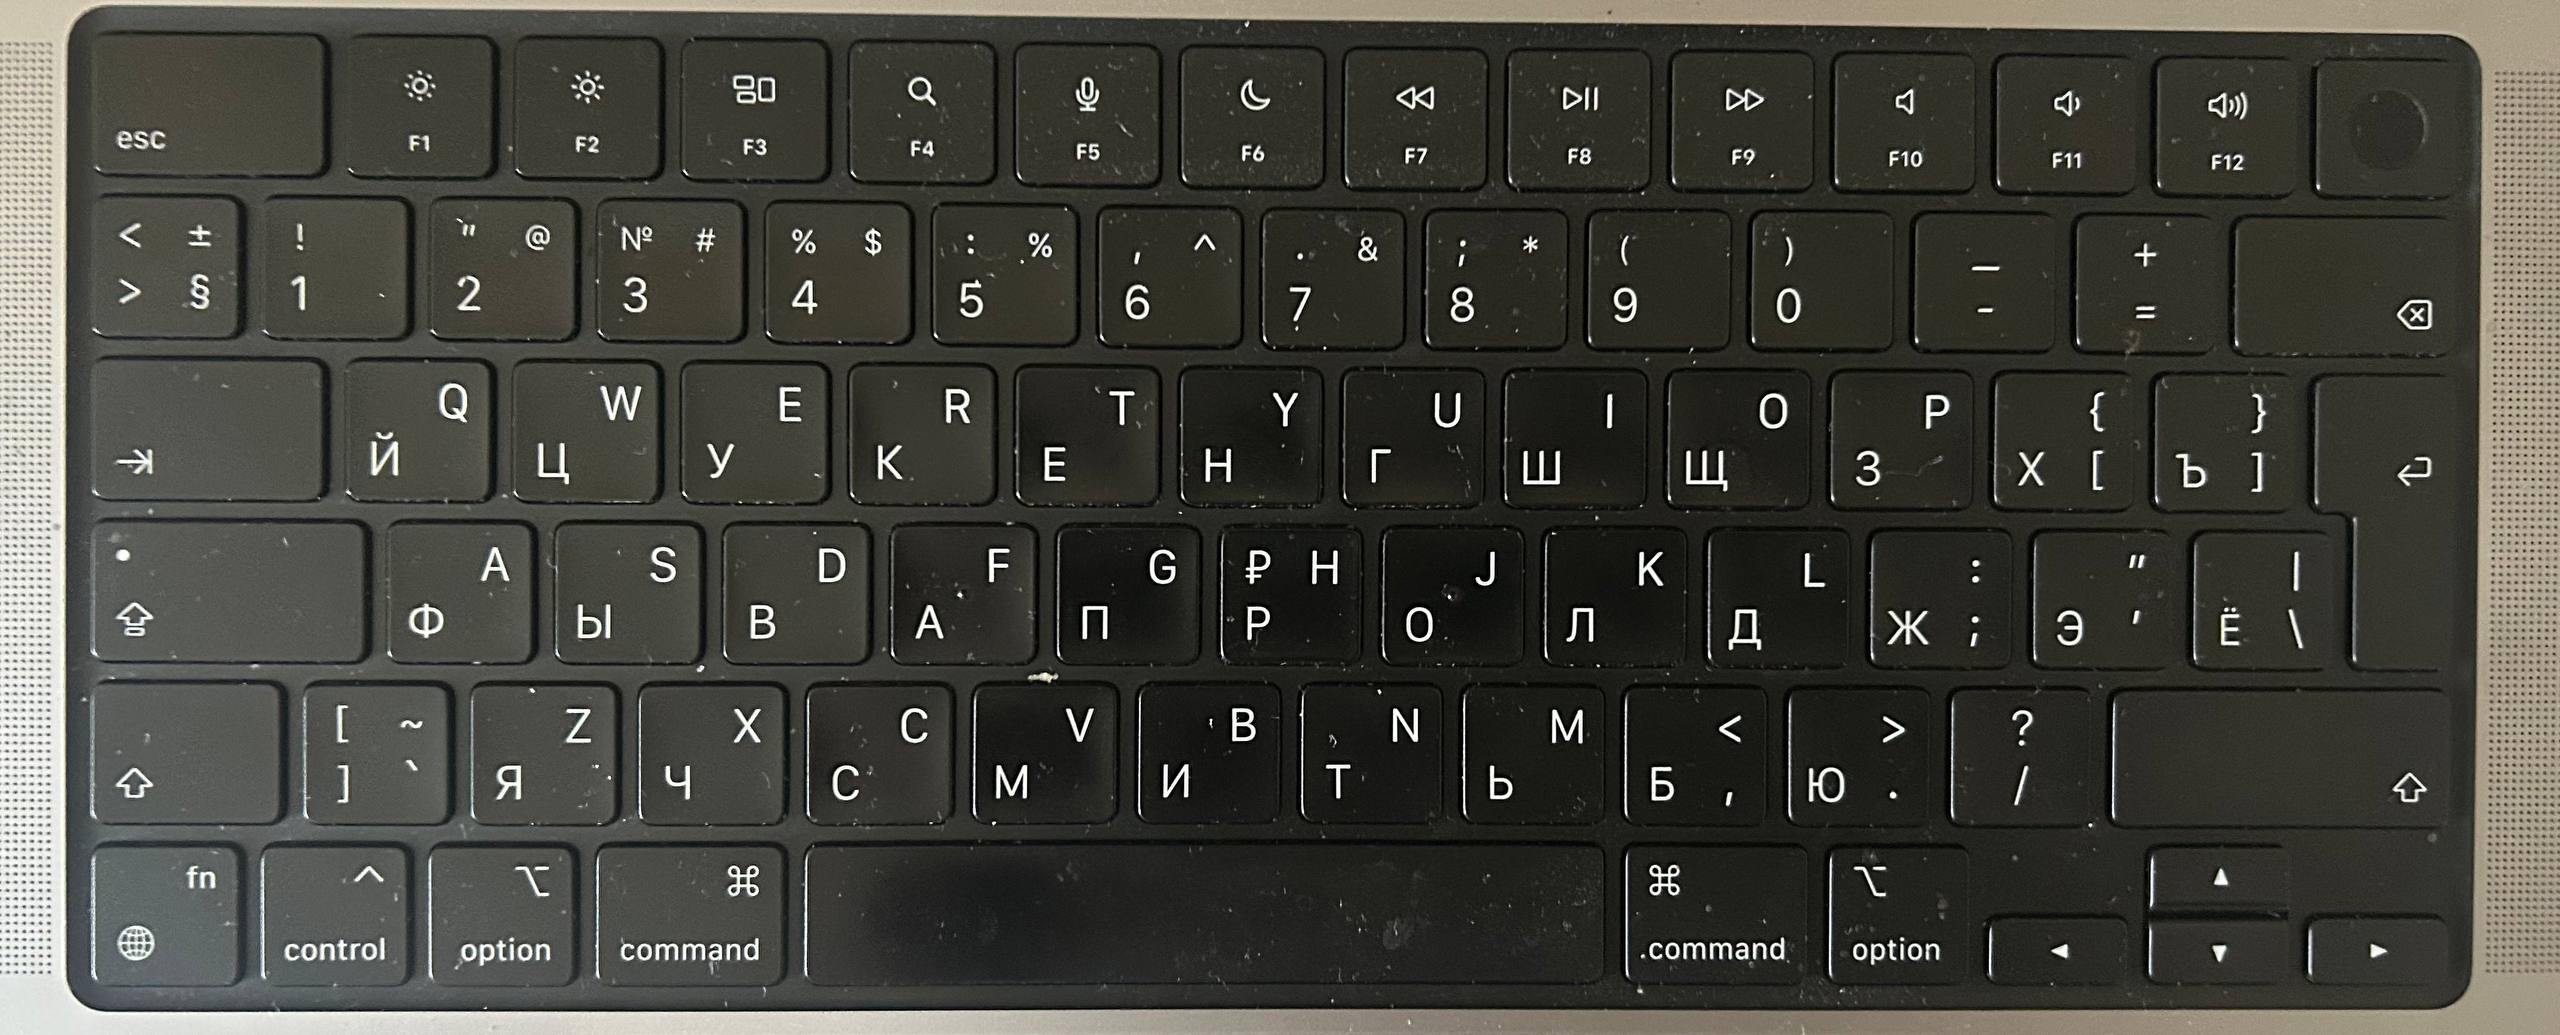 esc F1 F2 F3 F4 F5 F6 F7 F8 F9 F10 F11 F12
< ± ! " @ № # % $ : % , ^ . & ; * ( ) _ +
> § 1 2 3 4 5 6 7 8 9 0 - =
Q W E R T Y U I O P { }
Й Ц У К Е Н Г Ш Щ З Х [ Ъ ]
A S D F G ₽ H J K L : " |
Ф Ы В А П Р О Л Д Ж ; Э ' Ё \
[ ~ Z X C V B N M < > ?
] ` Я Ч С М И Т Ь Б , Ю . /
fn ^ ⌥ ⌘ ⌘ ⌥
control option command command option